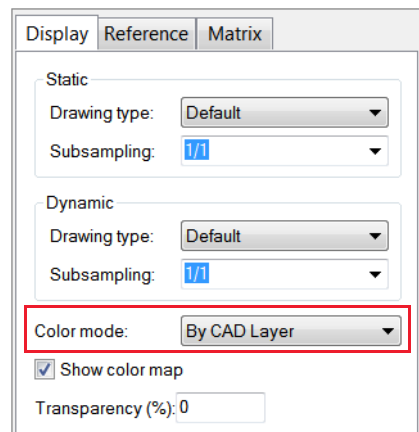 Display Reference Matrix
Static
Drawing type: Default
Subsampling: 1/1
Dynamic
Drawing type: Default
Subsampling: 1/1
Color mode: By CAD Layer
Show color map
Transparency (%): 0